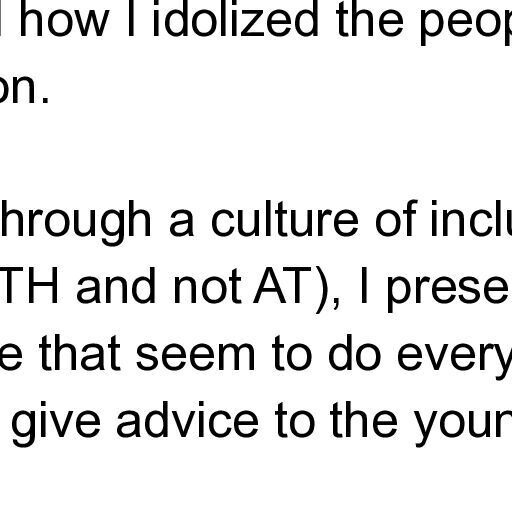 how I idolized the peop
on.
hrough a culture of inclu
TH and not AT), I prese
e that seem to do every
give advice to the youn